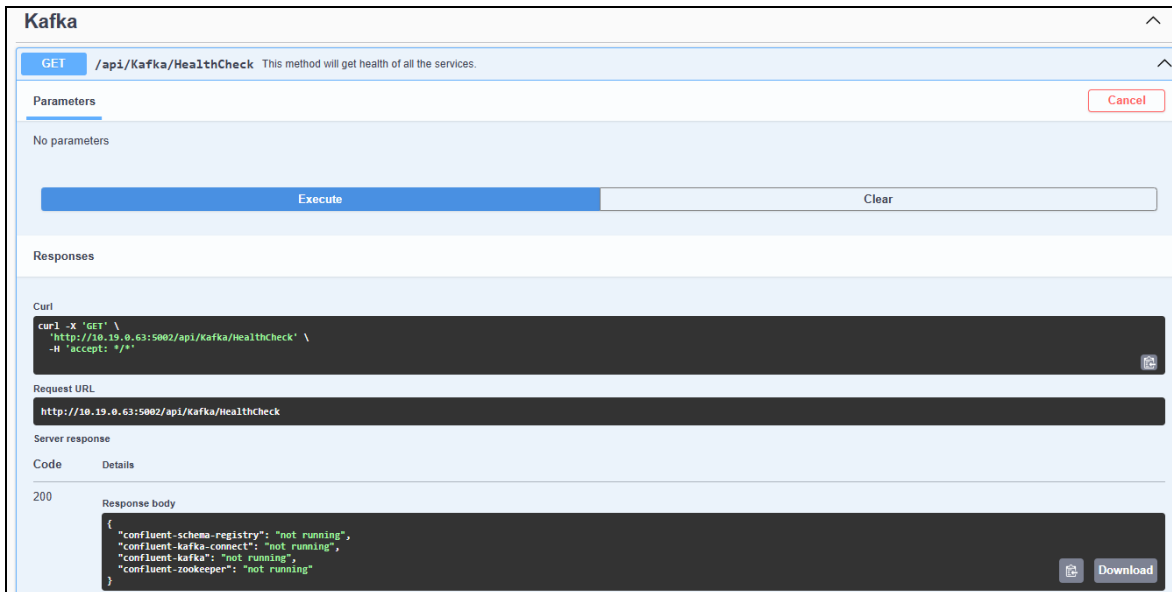 Kafka
GET /api/Kafka/HealthCheck This method will get health of all the services.
Parameters
Cancel
No parameters
Execute
Clear
Responses
Curl
curl -X 'GET' \
'http://10.19.0.63:5002/api/Kafka/HealthCheck' \
-H 'accept: */*'
Request URL
http://10.19.0.63:5002/api/Kafka/HealthCheck
Server response
Code Details
200
Response body
{
"confluent-schema-registry": "not running",
"confluent-kafka-connect": "not running",
"confluent-kafka": "not running",
"confluent-zookeeper": "not running"
}
Download